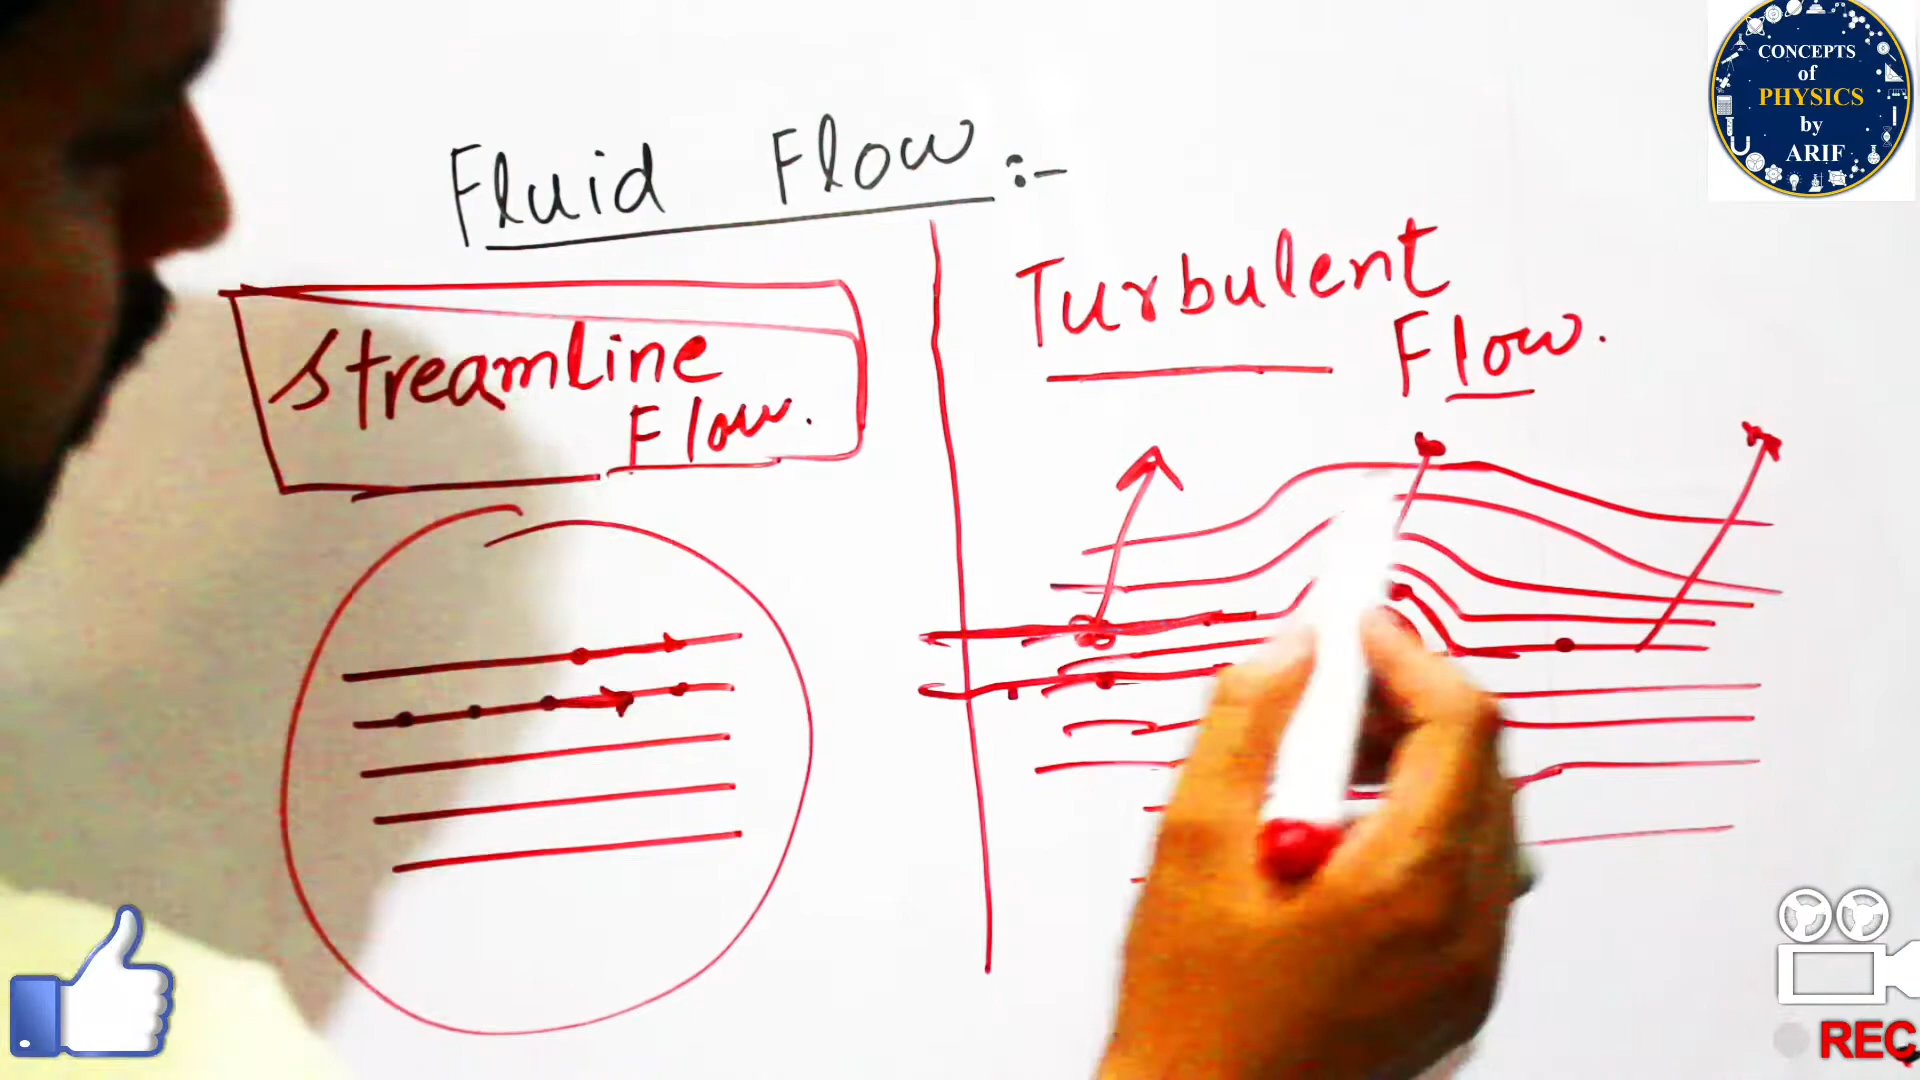 Fluid Flow :-
Streamline
Flow.
Turbulent
Flow.
CONCEPTS
of
PHYSICS
by
ARIF
REC